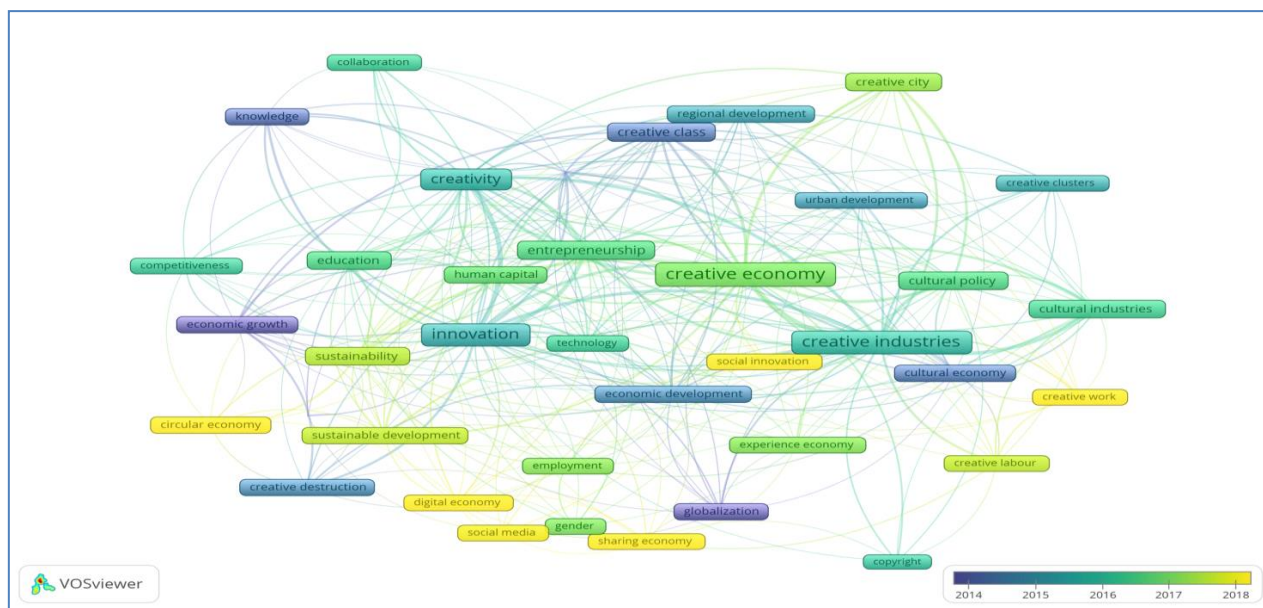 collaboration
creative city
knowledge
regional development
creative class
creativity
creative clusters
urban development
entrepreneurship
education
competitiveness
human capital
creative economy
cultural policy
cultural industries
economic growth
innovation
technology
creative industries
sustainability
social innovation
cultural economy
economic development
creative work
circular economy
sustainable development
experience economy
employment
creative labour
creative destruction
digital economy
globalization
social media
gender
sharing economy
copyright
VOSviewer
2014 2015 2016 2017 2018